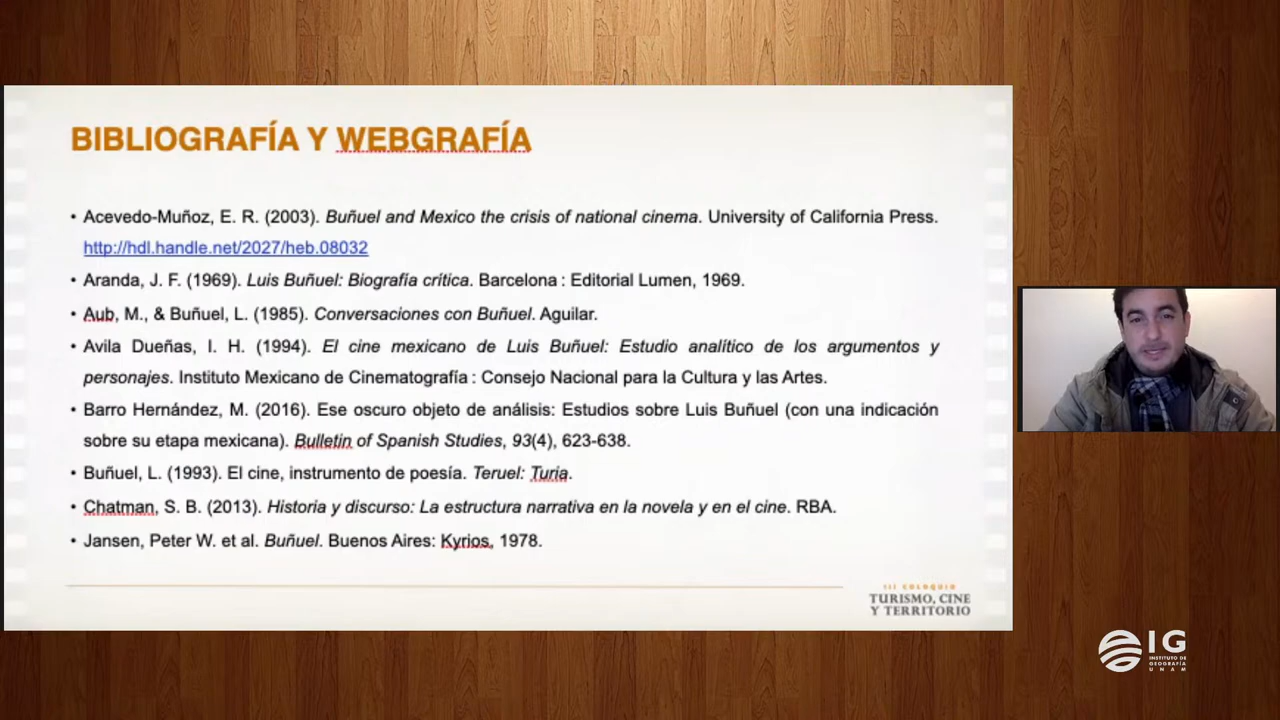 BIBLIOGRAFÍA Y WEBGRAFÍA
• Acevedo-Muñoz, E. R. (2003). Buñuel and Mexico the crisis of national cinema. University of California Press.
http://hdl.handle.net/2027/heb.08032
• Aranda, J. F. (1969). Luis Buñuel: Biografía crítica. Barcelona : Editorial Lumen, 1969.
• Aub, M., & Buñuel, L. (1985). Conversaciones con Buñuel. Aguilar.
• Avila Dueñas, I. H. (1994). El cine mexicano de Luis Buñuel: Estudio analítico de los argumentos y
personajes. Instituto Mexicano de Cinematografía : Consejo Nacional para la Cultura y las Artes.
• Barro Hernández, M. (2016). Ese oscuro objeto de análisis: Estudios sobre Luis Buñuel (con una indicación
sobre su etapa mexicana). Bulletin of Spanish Studies, 93(4), 623-638.
• Buñuel, L. (1993). El cine, instrumento de poesía. Teruel: Turia.
• Chatman, S. B. (2013). Historia y discurso: La estructura narrativa en la novela y en el cine. RBA.
• Jansen, Peter W. et al. Buñuel. Buenos Aires: Kyrios, 1978.
III COLOQUIO
TURISMO, CINE
Y TERRITORIO
IG
INSTITUTO DE
GEOGRAFÍA
UNAM